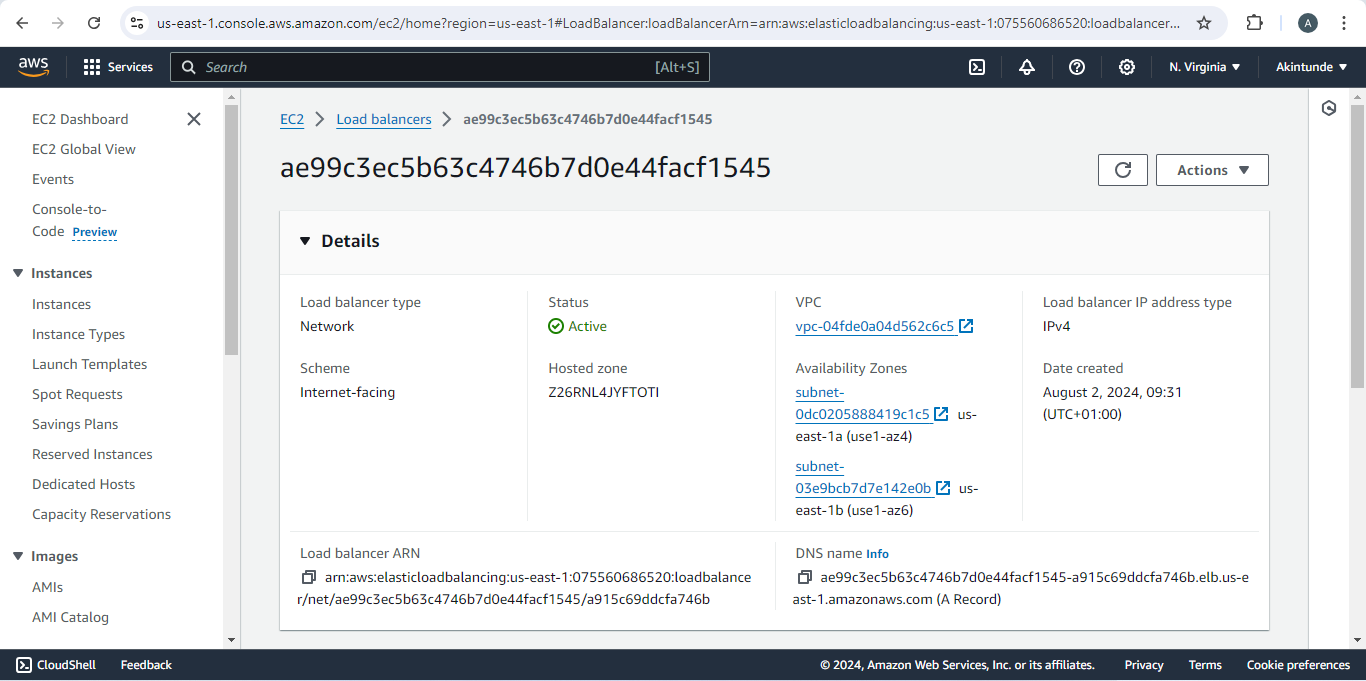 us-east-1.console.aws.amazon.com/ec2/home?region=us-east-1#LoadBalancer:loadBalancerArn=arn:aws:elasticloadbalancing:us-east-1:075560686520:loadbalancer...
A
aws
Services
Search
[Alt+S]
N. Virginia
Akintunde
EC2 Dashboard
EC2 Global View
Events
Console-to-
Code Preview
Instances
Instances
Instance Types
Launch Templates
Spot Requests
Savings Plans
Reserved Instances
Dedicated Hosts
Capacity Reservations
Images
AMIs
AMI Catalog
EC2
Load balancers
ae99c3ec5b63c4746b7d0e44facf1545
ae99c3ec5b63c4746b7d0e44facf1545
Actions
Details
Load balancer type
Network
Scheme
Internet-facing
Status
Active
Hosted zone
Z26RNL4JYFTOTI
VPC
vpc-04fde0a04d562c6c5
Availability Zones
subnet-
0dc0205888419c1c5 us-
east-1a (use1-az4)
subnet-
03e9bcb7d7e142e0b us-
east-1b (use1-az6)
Load balancer IP address type
IPv4
Date created
August 2, 2024, 09:31
(UTC+01:00)
Load balancer ARN
arn:aws:elasticloadbalancing:us-east-1:075560686520:loadbalance
r/net/ae99c3ec5b63c4746b7d0e44facf1545/a915c69ddcfa746b
DNS name Info
ae99c3ec5b63c4746b7d0e44facf1545-a915c69ddcfa746b.elb.us-e
ast-1.amazonaws.com (A Record)
CloudShell
Feedback
© 2024, Amazon Web Services, Inc. or its affiliates.
Privacy
Terms
Cookie preferences